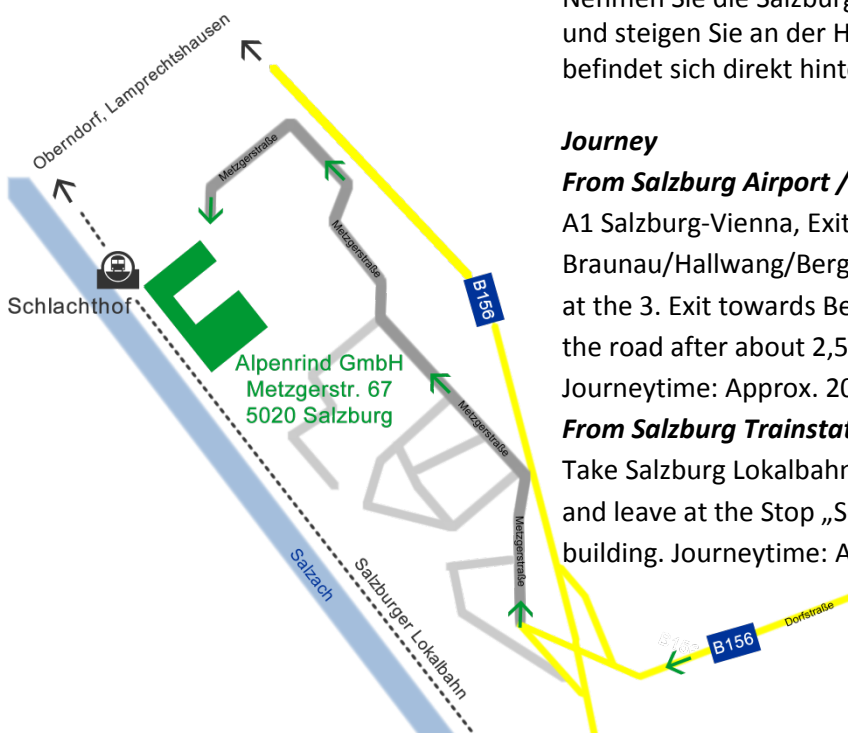 Nehmen Sie die Salzburg
und steigen Sie an der H
befindet sich direkt hint
Journey
From Salzburg Airport /
A1 Salzburg-Vienna, Exit
Braunau/Hallwang/Berg
at the 3. Exit towards Be
the road after about 2,5
Journeytime: Approx. 20
From Salzburg Trainstat
Take Salzburg Lokalbahn
and leave at the Stop „S
building. Journeytime: A
Oberndorf, Lamprechtshausen
Metzgerstraße
Metzgerstraße
B156
Schlachthof
Alpenrind GmbH
Metzgerstr. 67
5020 Salzburg
Metzgerstraße
Metzgerstraße
Salzach
Salzburger Lokalbahn
Dorfstraße
B156